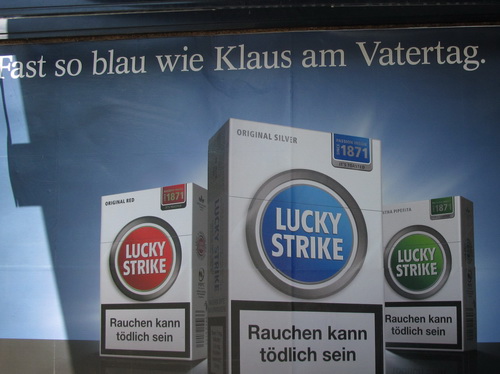 Fast so blau wie Klaus am Vatertag.
ORIGINAL SILVER
1871
LUCKY
STRIKE
Rauchen kann
tödlich sein
ORIGINAL RED
1871
LUCKY
STRIKE
Rauchen kann
tödlich sein
1871
LUCKY
STRIKE
Rauchen kann
tödlich sein